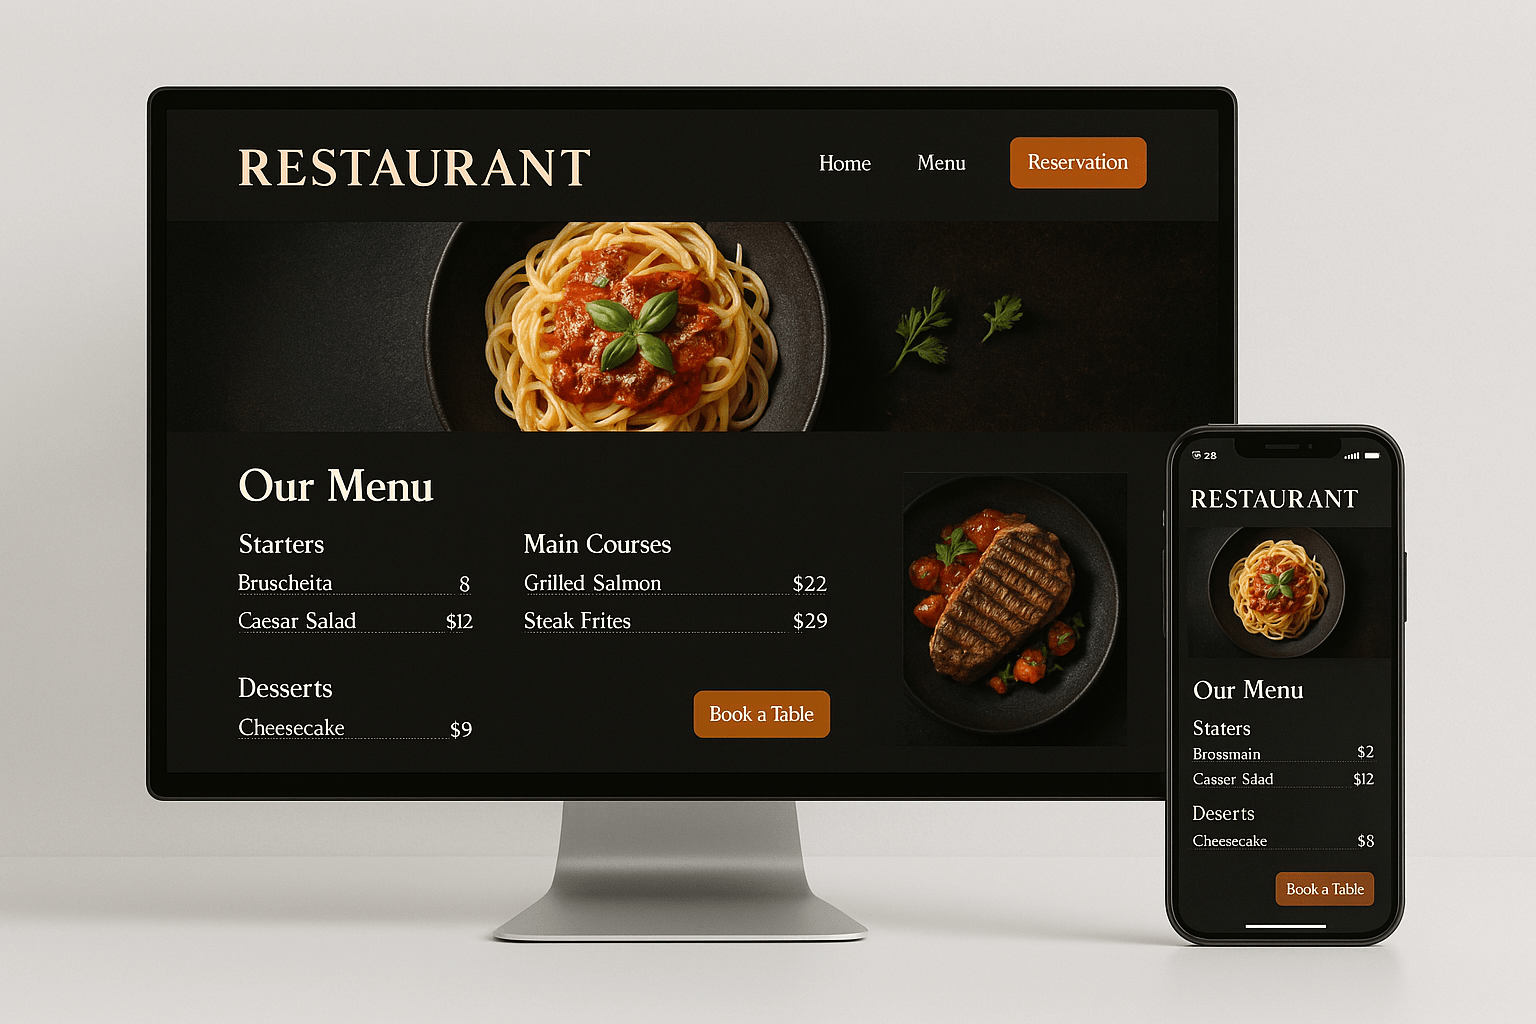 RESTAURANT
Home Menu Reservation
Our Menu
Starters
Bruscheita 8
Caesar Salad $12
Main Courses
Grilled Salmon $22
Steak Frites $29
Desserts
Cheesecake $9
Book a Table
28
RESTAURANT
Our Menu
Staters
Brossmain $2
Casser Sálad $12
Deserts
Cheesecake $8
Book a Table